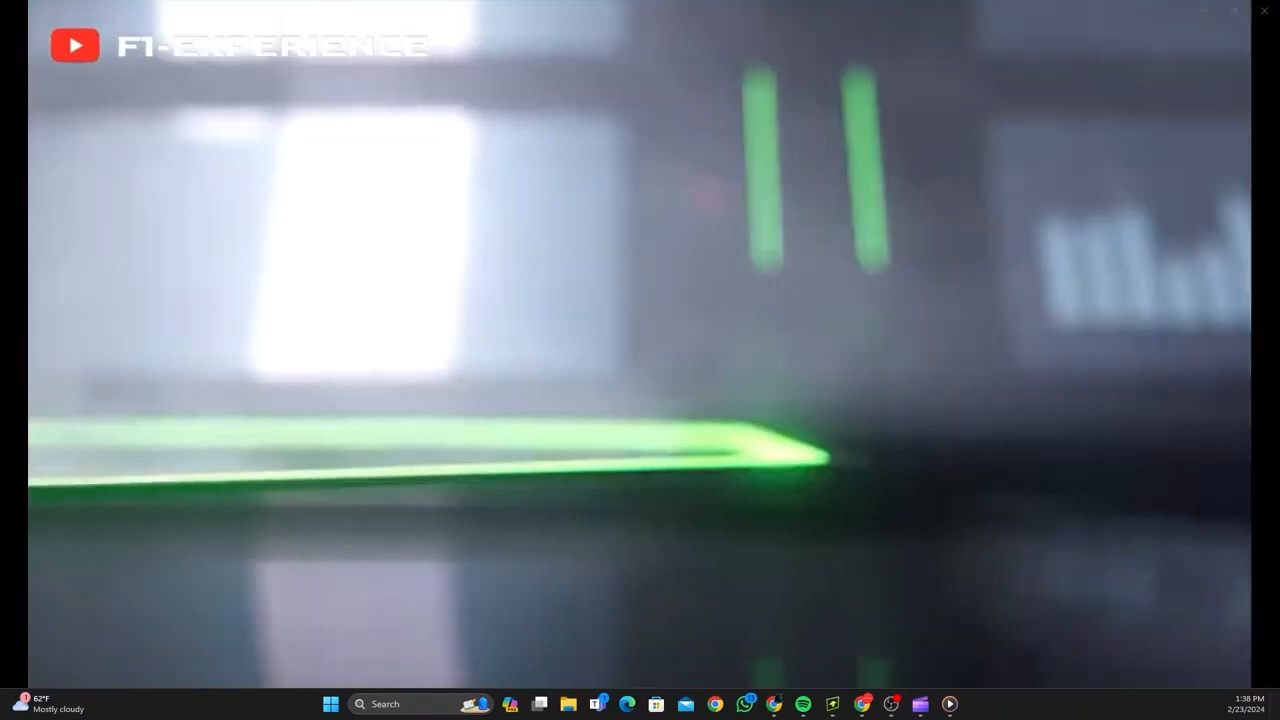 F1-EXPERIENCE
62°F
Mostly cloudy
Search
1:38 PM
2/23/2024